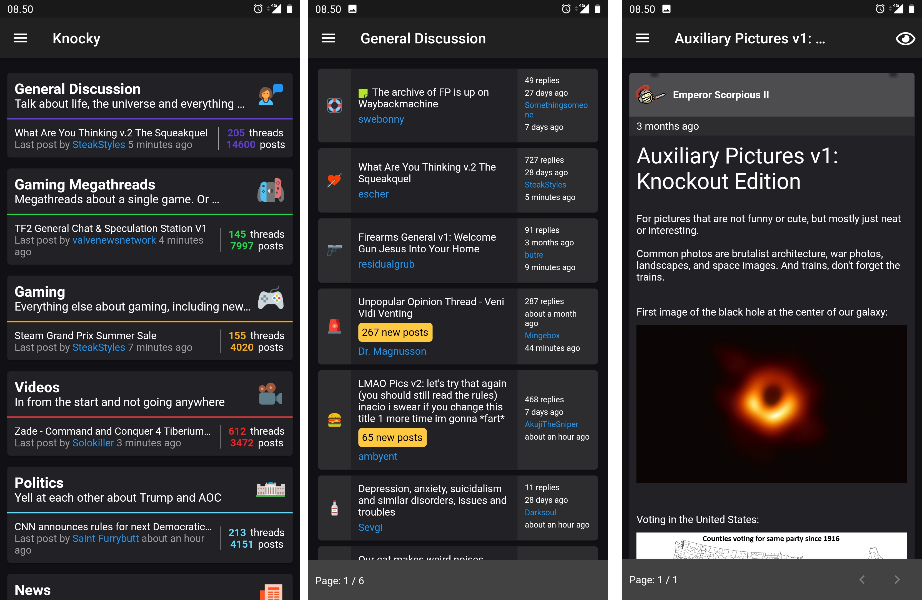 08.50
Knocky
General Discussion
Talk about life, the universe and everything ...
What Are You Thinking v.2 The Squeakquel
Last post by SteakStyles 5 minutes ago
205 threads
14600 posts
Gaming Megathreads
Megathreads about a single game. Or ...
TF2 General Chat & Speculation Station V1
Last post by valvenewsnetwork 4 minutes
ago
145 threads
7997 posts
Gaming
Everything else about gaming, including new...
Steam Grand Prix Summer Sale
Last post by SteakStyles 7 minutes ago
155 threads
4020 posts
Videos
In from the start and not going anywhere
Zade - Command and Conquer 4 Tiberium...
Last post by Solokiller 3 minutes ago
612 threads
3472 posts
Politics
Yell at each other about Trump and AOC
CNN announces rules for next Democratic...
Last post by Saint Furrybutt about an hour
ago
213 threads
4151 posts
News
08.50
General Discussion
The archive of FP is up on
Waybackmachine
swebonny
49 replies
27 days ago
Somethingsomeo
ne
7 days ago
What Are You Thinking v.2 The
Squeakquel
escher
727 replies
28 days ago
SteakStyles
5 minutes ago
Firearms General v1: Welcome
Gun Jesus Into Your Home
residualgrub
91 replies
3 months ago
butre
9 minutes ago
Unpopular Opinion Thread - Veni
Vidi Venting
267 new posts
Dr. Magnusson
287 replies
about a month
ago
Mingebox
44 minutes ago
LMAO Pics v2: let's try that again
(you should still read the rules)
inacio i swear if you change this
title 1 more time im gonna *fart*
65 new posts
ambyent
468 replies
7 days ago
AkujiTheSniper
about an hour ago
Depression, anxiety, suicidalism
and similar disorders, issues and
troubles
Sevgi
11 replies
28 days ago
Darksoul
about an hour ago
Our cat makes weird noises
Page: 1 / 6
08.50
Auxiliary Pictures v1: ...
Emperor Scorpious II
3 months ago
Auxiliary Pictures v1:
Knockout Edition
For pictures that are not funny or cute, but mostly just neat
or interesting.
Common photos are brutalist architecture, war photos,
landscapes, and space images. And trains, don't forget the
trains.
First image of the black hole at the center of our galaxy:
Voting in the United States:
Counties voting for same party since 1916
Page: 1 / 1